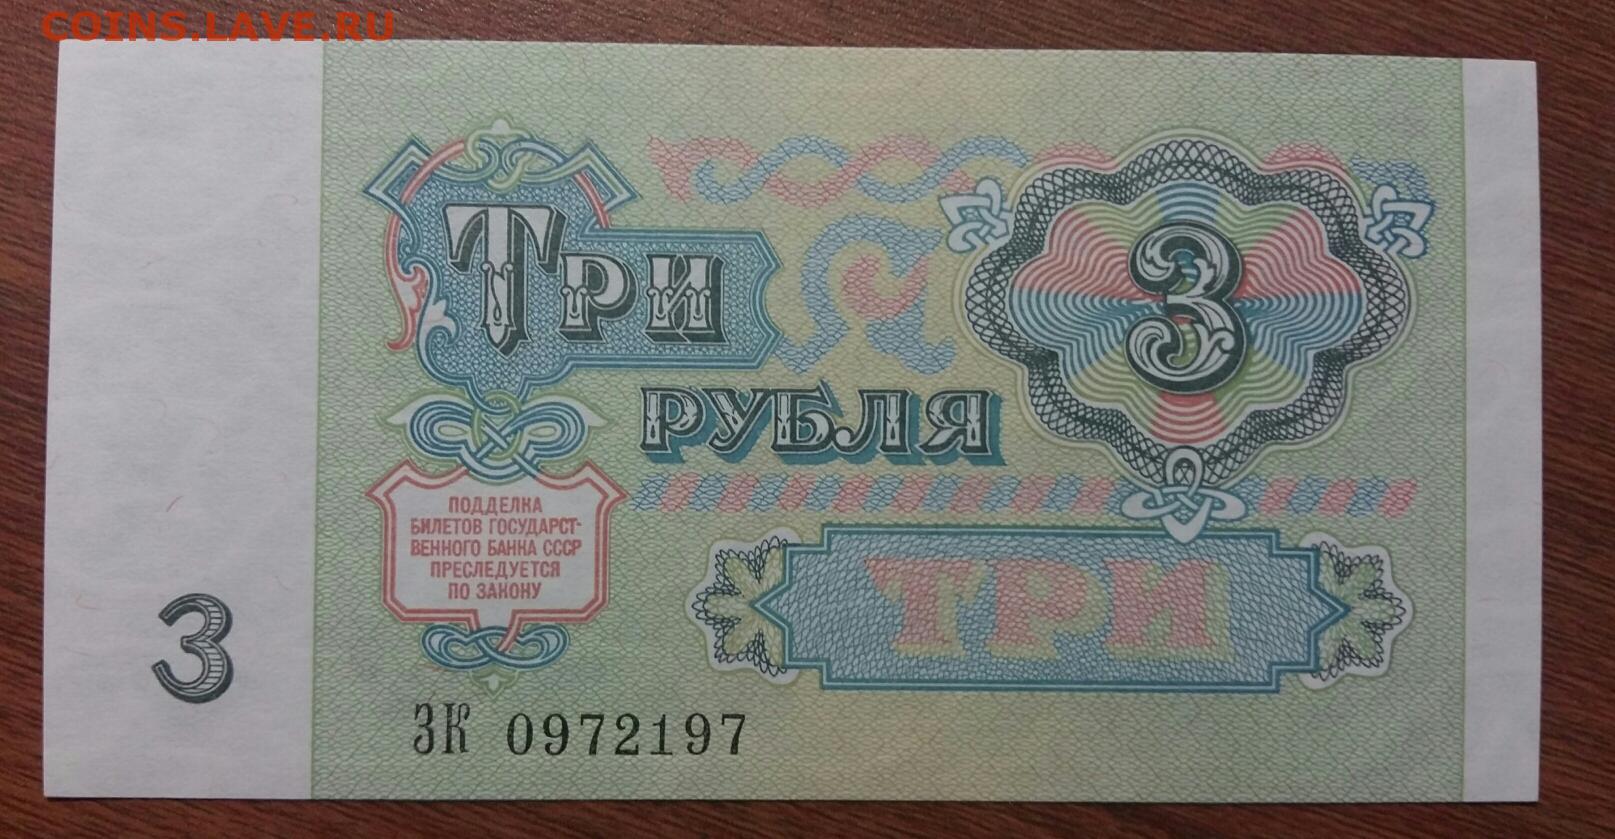 COINS.LAVE.RU
ТРИ
РУБЛЯ
3
ПОДДЕЛКА
БИЛЕТОВ ГОСУДАРСТ-
ВЕННОГО БАНКА СССР
ПРЕСЛЕДУЕТСЯ
ПО ЗАКОНУ
ТРИ
3
ЗК 0972197